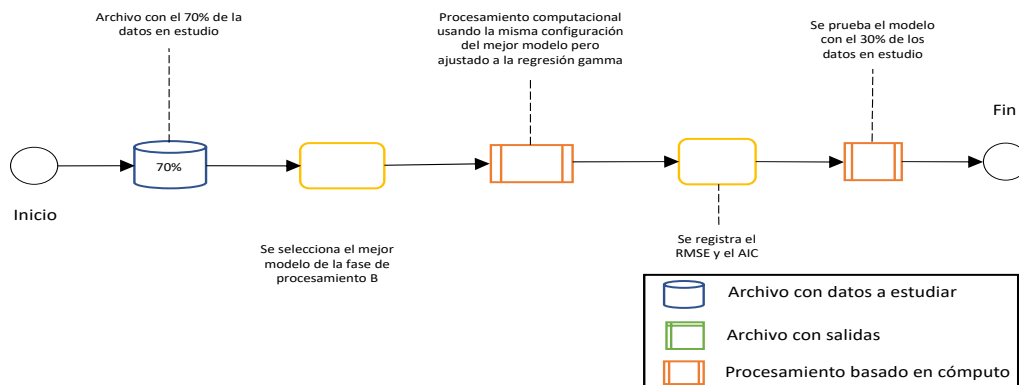 Archivo con el 70% de la
datos en estudio
Procesamiento computacional
usando la misma configuración
del mejor modelo pero
ajustado a la regresión gamma
Se prueba el modelo
con el 30% de los
datos en estudio
Fin
70%
Inicio
Se selecciona el mejor
modelo de la fase de
procesamiento B
Se registra el
RMSE y el AIC
Archivo con datos a estudiar
Archivo con salidas
Procesamiento basado en cómputo